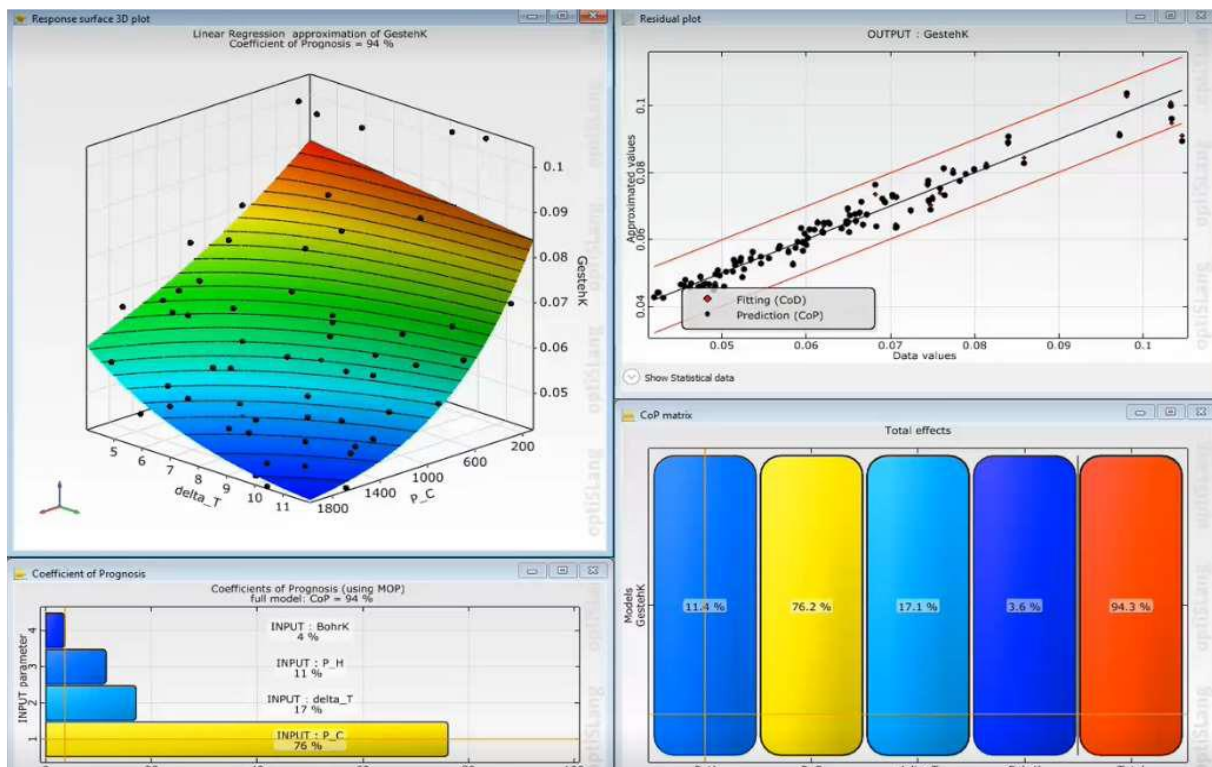 Response surface 3D plot
Linear Regression approximation of GestehK
Coefficient of Prognosis = 94 %
0.1
0.09
0.08
0.07
0.06
0.05
GestehK
5
6
7
8
9
10
11
delta_T
200
600
1000
1400
1800
P_C
optiSLang
Residual plot
OUTPUT : GestehK
0.1
0.08
0.06
0.04
Approximated values
Fitting (CoD)
Prediction (CoP)
0.05
0.06
0.07
0.08
0.09
0.1
Data values
optiSLang
Show Statistical data
Coefficient of Prognosis
Coefficients of Prognosis (using MOP)
full model: CoP = 94 %
INPUT parameter
4
INPUT : BohrK
4 %
3
INPUT : P_H
11 %
2
INPUT : delta_T
17 %
1
INPUT : P_C
76 %
CoP matrix
Total effects
Models
GestehK
11.4 %
76.2 %
17.1 %
3.6 %
94.3 %
optiSLang